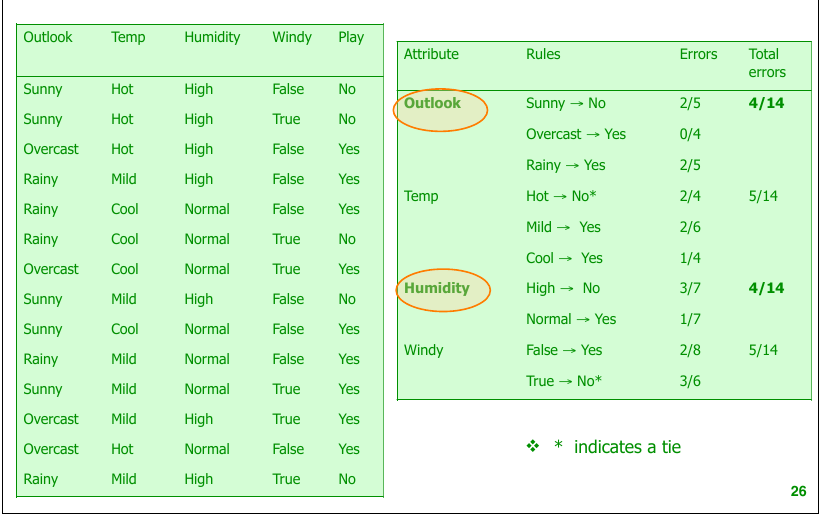 Outlook Temp Humidity Windy Play
Sunny Hot High False No
Sunny Hot High True No
Overcast Hot High False Yes
Rainy Mild High False Yes
Rainy Cool Normal False Yes
Rainy Cool Normal True No
Overcast Cool Normal True Yes
Sunny Mild High False No
Sunny Cool Normal False Yes
Rainy Mild Normal False Yes
Sunny Mild Normal True Yes
Overcast Mild High True Yes
Overcast Hot Normal False Yes
Rainy Mild High True No
Attribute Rules Errors Total
errors
Outlook Sunny → No 2/5 4/14
Overcast → Yes 0/4
Rainy → Yes 2/5
Temp Hot → No* 2/4 5/14
Mild → Yes 2/6
Cool → Yes 1/4
Humidity High → No 3/7 4/14
Normal → Yes 1/7
Windy False → Yes 2/8 5/14
True → No* 3/6
❖ * indicates a tie
26